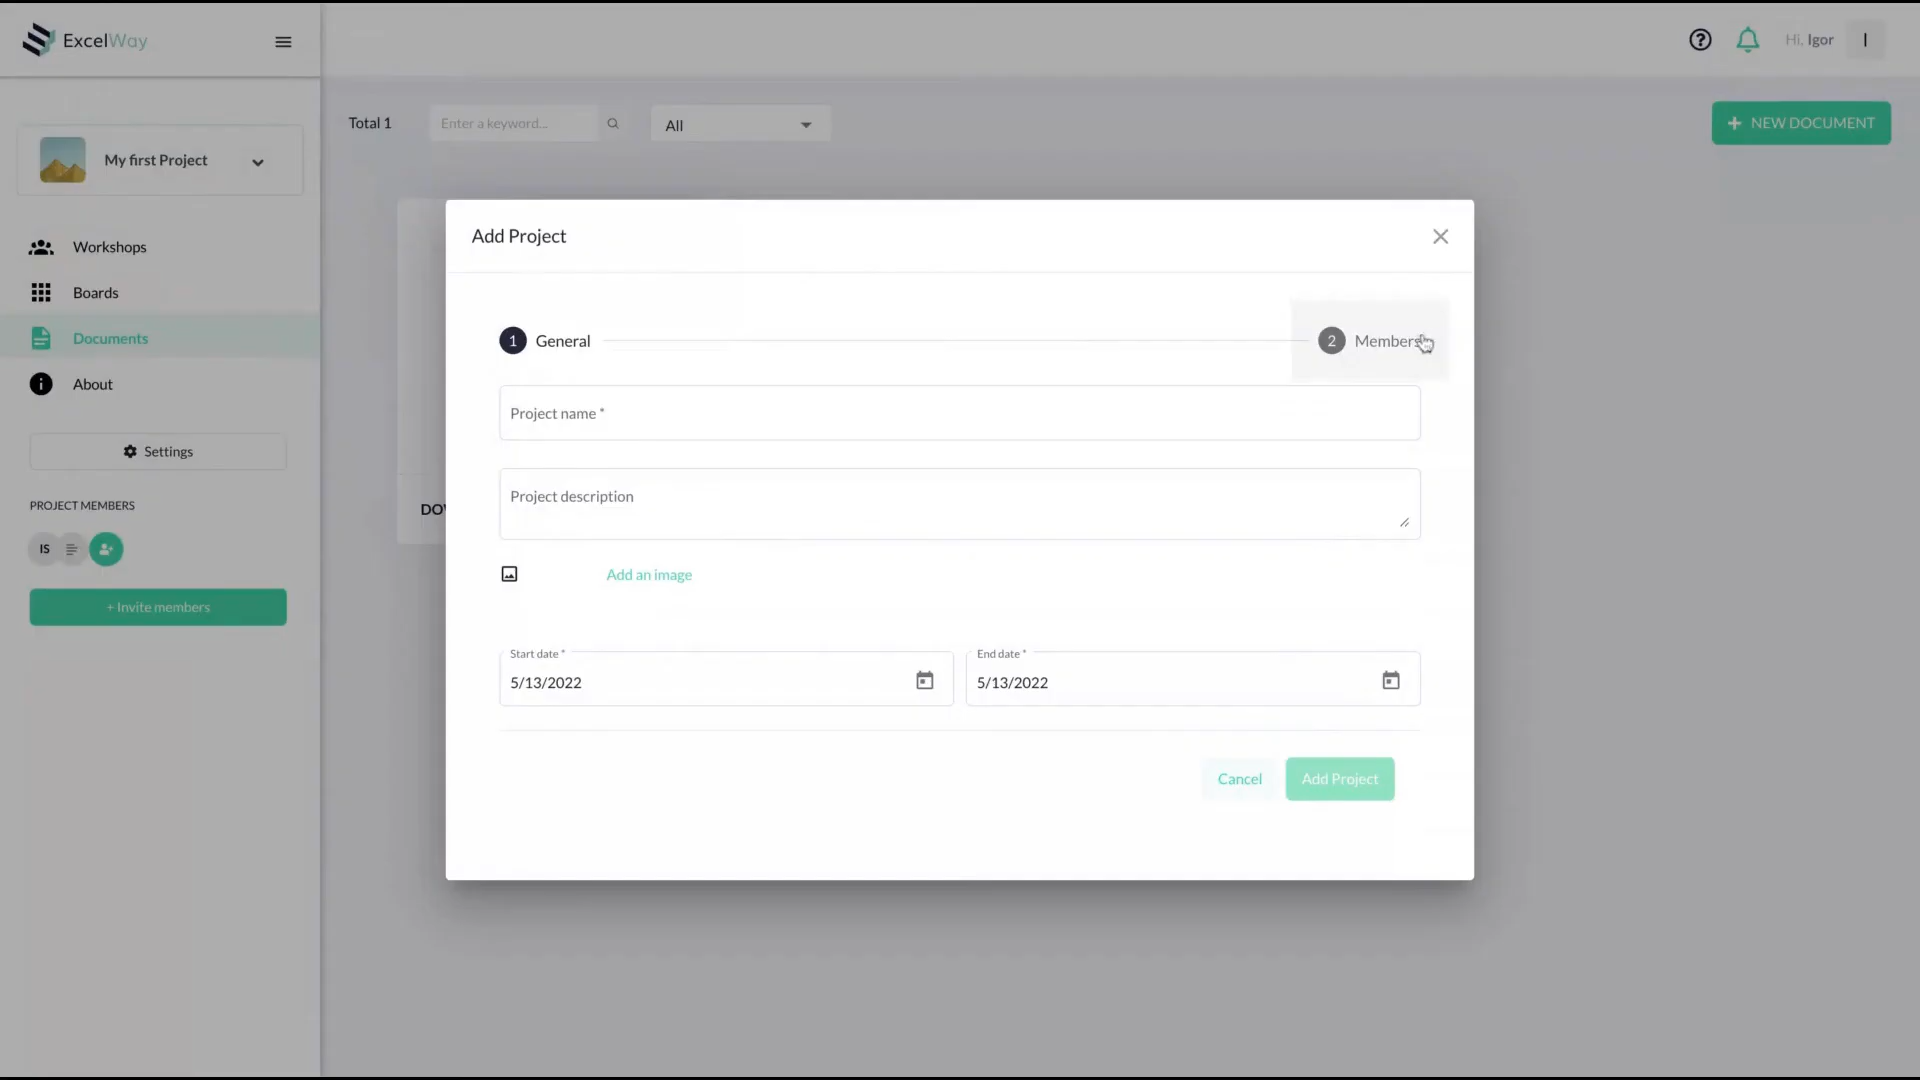 ExcelWay
Hi, Igor
I
Total 1
Enter a keyword...
All
+ NEW DOCUMENT
My first Project
Workshops
Boards
Documents
About
Settings
PROJECT MEMBERS
IS
+ Invite members
Add Project
1 General
2 Members
Project name *
Project description
Add an image
Start date *
5/13/2022
End date *
5/13/2022
Cancel
Add Project